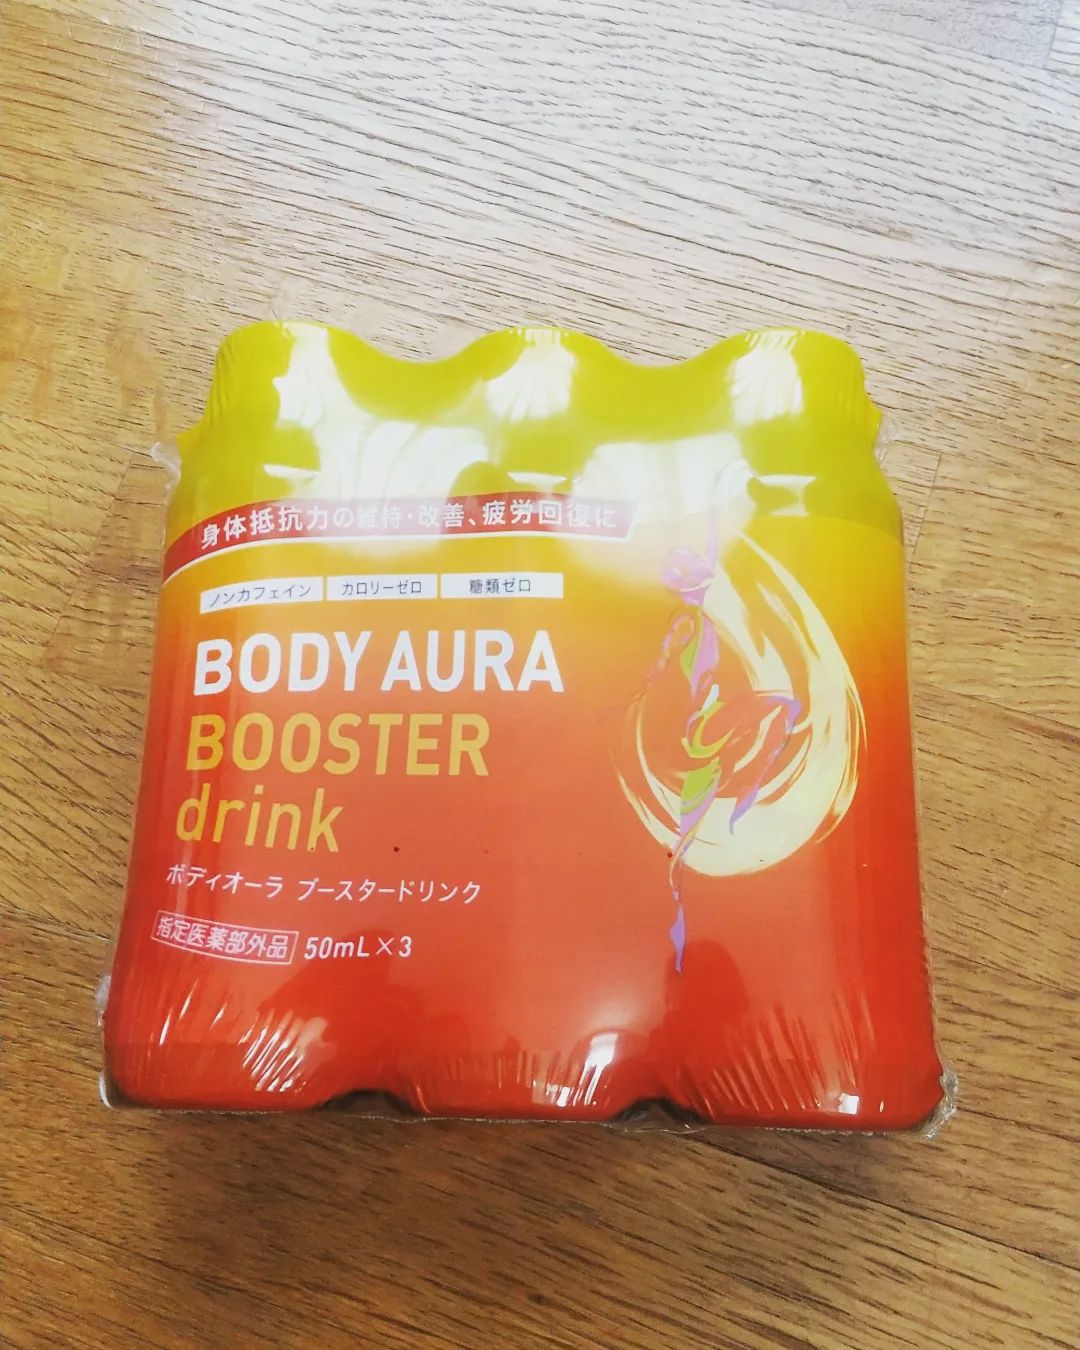 身体抵抗力の維持・改善、疲労回復に
ノンカフェイン カロリーゼロ 糖類ゼロ
BODY AURA
BOOSTER
drink
ボディオーラ ブースタードリンク
指定医薬部外品 50mL×3